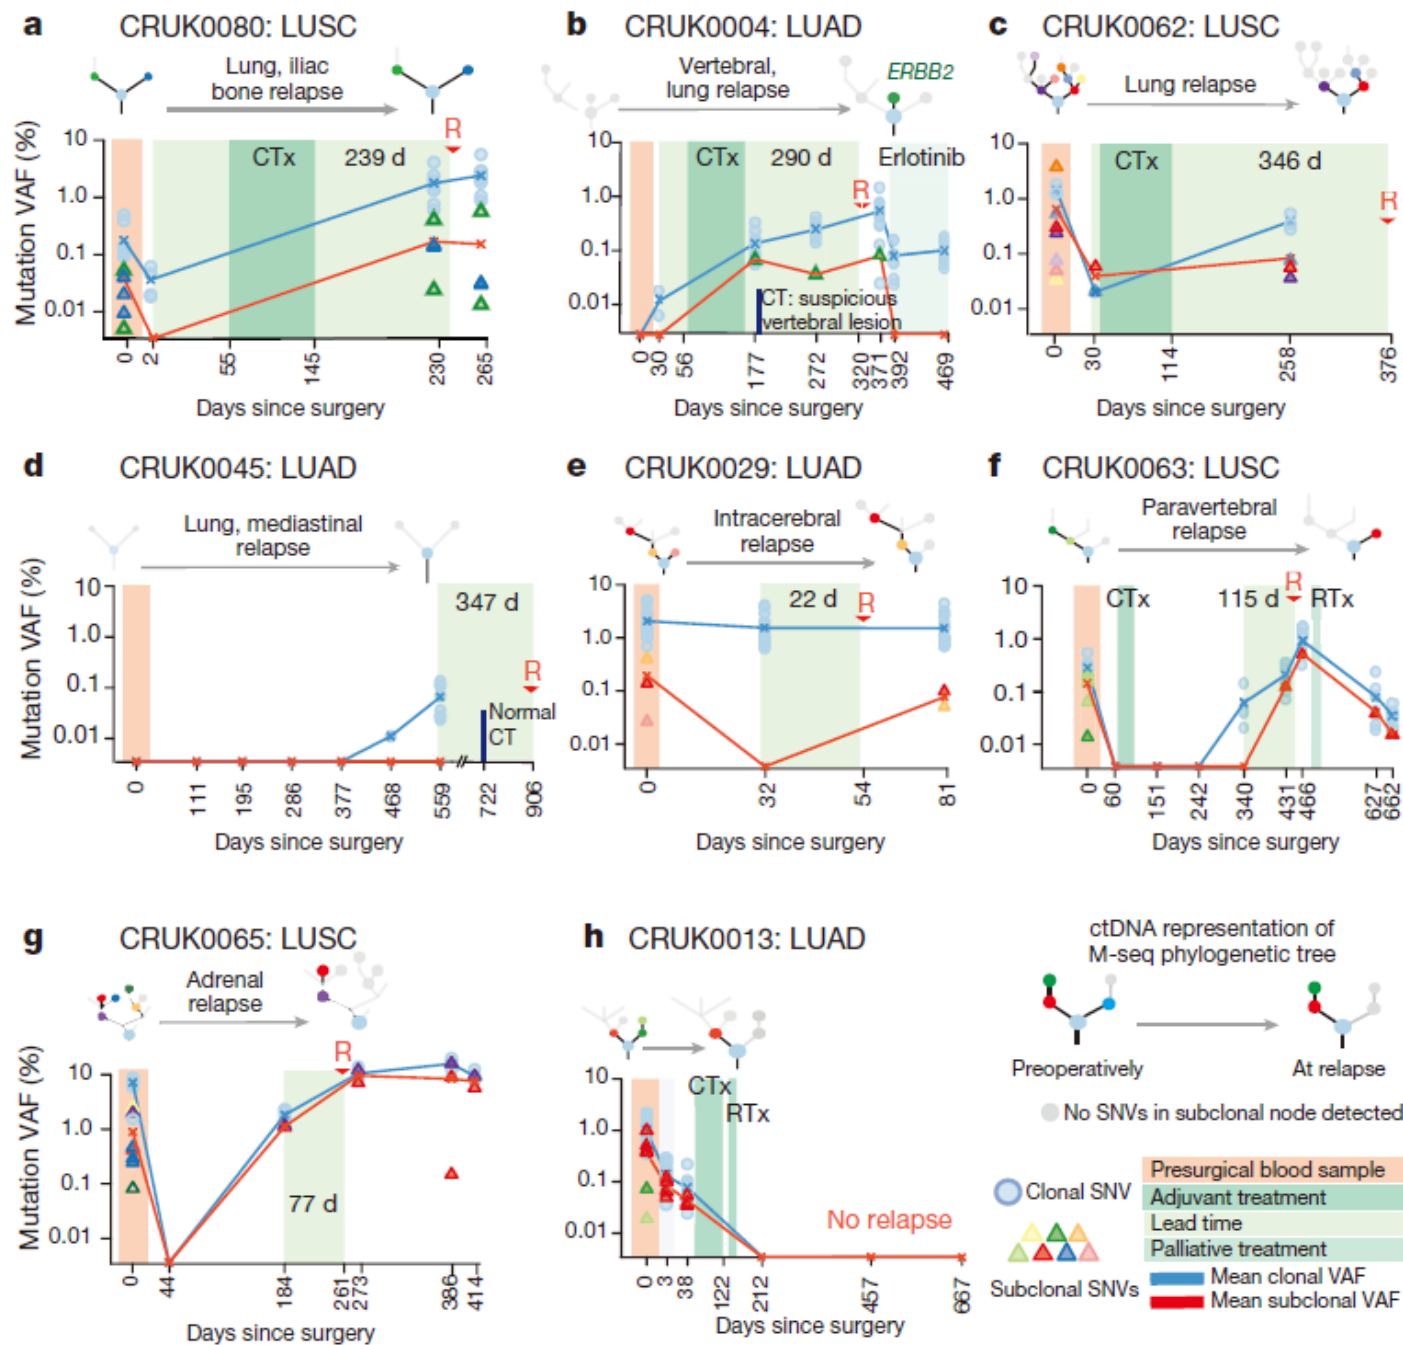 a CRUK0080: LUSC
Lung, iliac
bone relapse
R
CTx 239 d
Mutation VAF (%)
10
1.0
0.1
0.01
0 2 55 145 230 265
Days since surgery
b CRUK0004: LUAD
Vertebral,
lung relapse
ERBB2
CTx 290 d Erlotinib
R
10
1.0
0.1
0.01
CT: suspicious
vertebral lesion
0 30 56 177 272 320 371 392 469
Days since surgery
c CRUK0062: LUSC
Lung relapse
CTx 346 d
R
10
1.0
0.1
0.01
0 30 114 258 376
Days since surgery
d CRUK0045: LUAD
Lung, mediastinal
relapse
347 d
R
Normal
CT
Mutation VAF (%)
10
1.0
0.1
0.01
0 111 195 286 377 468 559 722 906
Days since surgery
e CRUK0029: LUAD
Intracerebral
relapse
22 d R
10
1.0
0.1
0.01
0 32 54 81
Days since surgery
f CRUK0063: LUSC
Paravertebral
relapse
R
CTx 115 d RTx
10
1.0
0.1
0.01
0 60 151 242 340 431 466 627 662
Days since surgery
g CRUK0065: LUSC
Adrenal
relapse
R
77 d
Mutation VAF (%)
10
1.0
0.1
0.01
0 44 184 261 273 386 414
Days since surgery
h CRUK0013: LUAD
CTx
RTx
No relapse
10
1.0
0.1
0.01
0 3 38 122 212 457 667
Days since surgery
ctDNA representation of
M-seq phylogenetic tree
Preoperatively At relapse
No SNVs in subclonal node detected
Clonal SNV
Subclonal SNVs
Presurgical blood sample
Adjuvant treatment
Lead time
Palliative treatment
Mean clonal VAF
Mean subclonal VAF